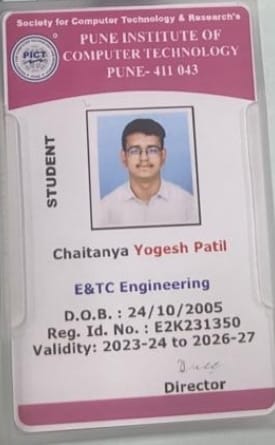 Society for Computer Technology & Research's
PUNE INSTITUTE OF
COMPUTER TECHNOLOGY
PUNE- 411 043
PICT
STUDENT
Chaitanya Yogesh Patil
E&TC Engineering
D.O.B. : 24/10/2005
Reg. Id. No. : E2K231350
Validity: 2023-24 to 2026-27
Director